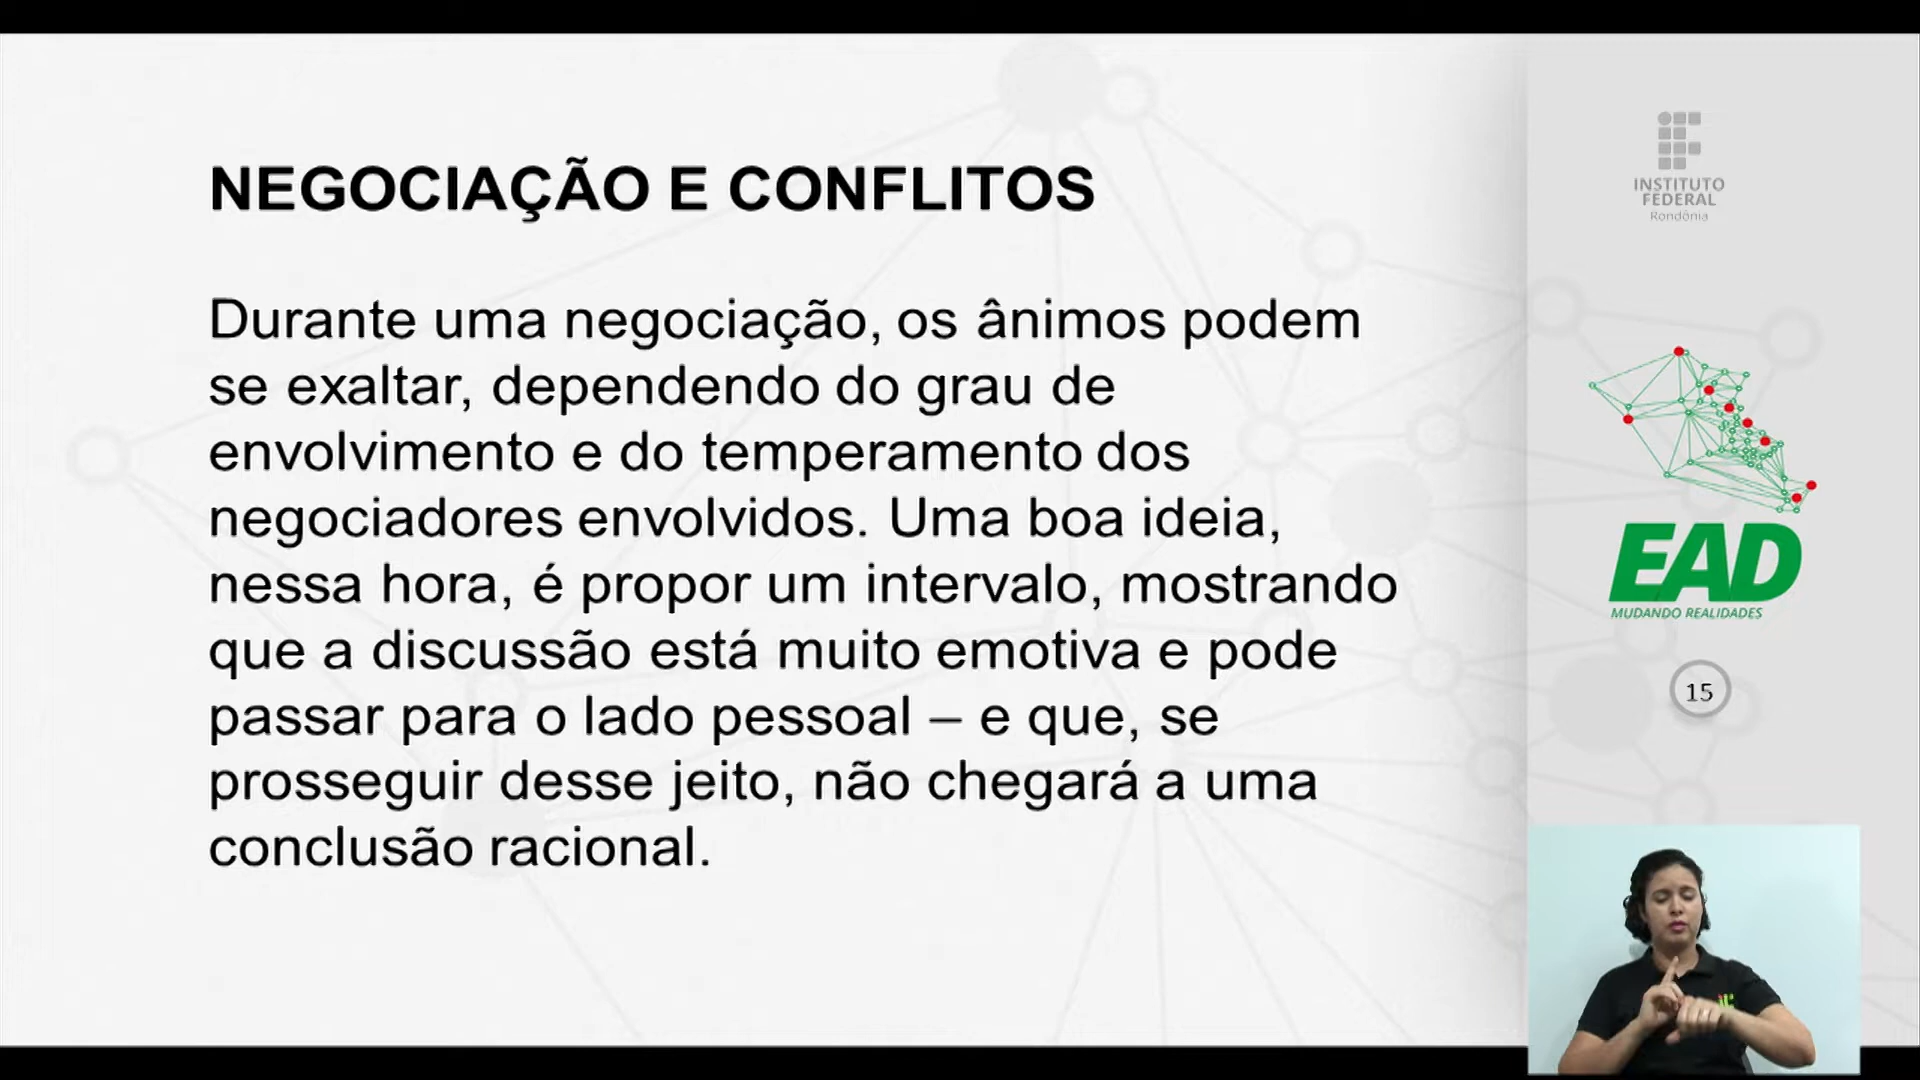 NEGOCIAÇÃO E CONFLITOS
Durante uma negociação, os ânimos podem
se exaltar, dependendo do grau de
envolvimento e do temperamento dos
negociadores envolvidos. Uma boa ideia,
nessa hora, é propor um intervalo, mostrando
que a discussão está muito emotiva e pode
passar para o lado pessoal – e que, se
prosseguir desse jeito, não chegará a uma
conclusão racional.
INSTITUTO
FEDERAL
Rondônia
EAD
MUDANDO REALIDADES
15